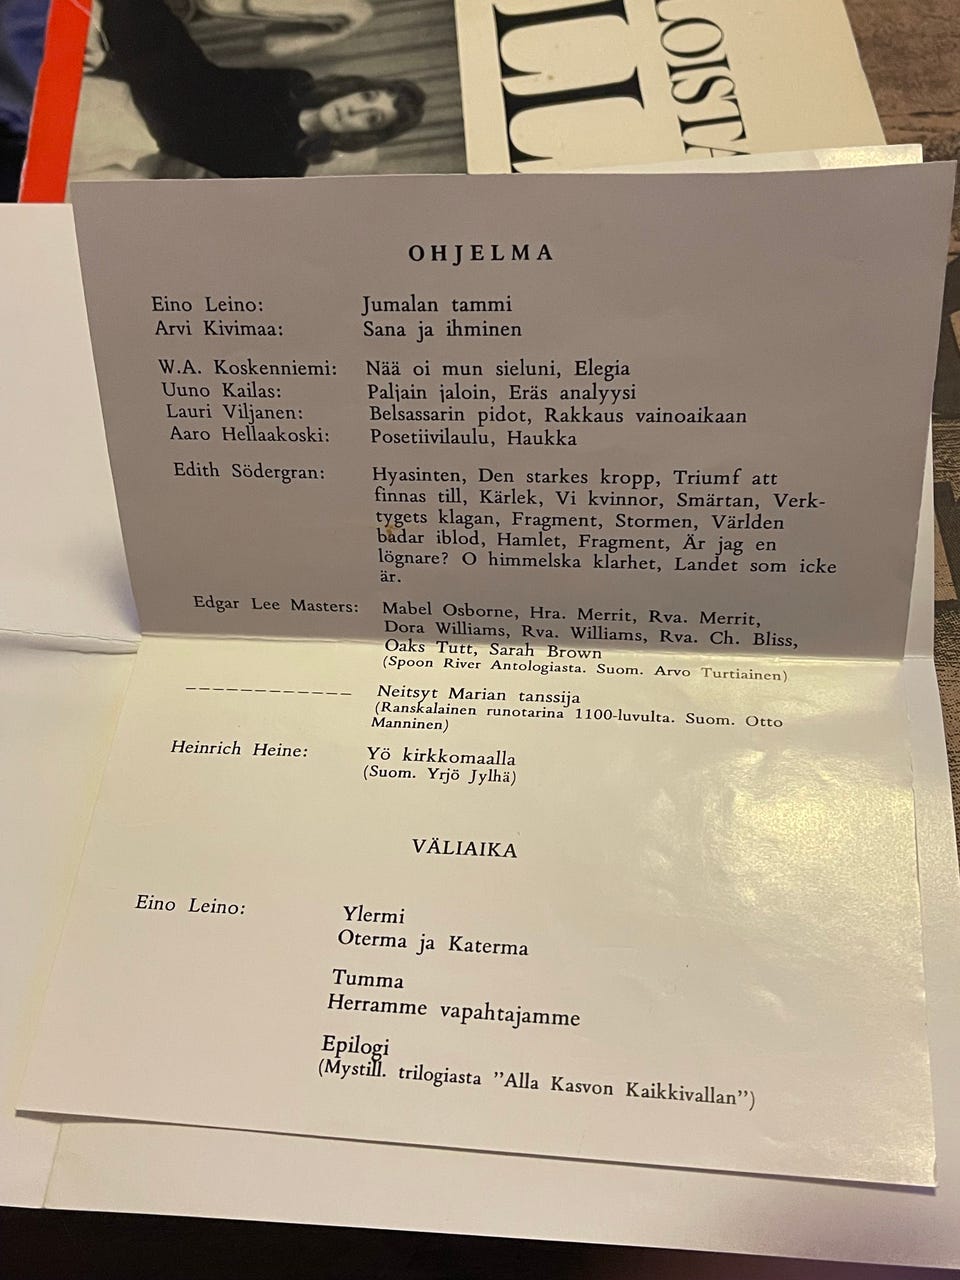 LL
LOISTA
OHJELMA
Eino Leino: Jumalan tammi
Arvi Kivimaa: Sana ja ihminen
W.A. Koskenniemi: Nää oi mun sieluni, Elegia
Uuno Kailas: Paljain jaloin, Eräs analyysi
Lauri Viljanen: Belsassarin pidot, Rakkaus vainoaikaan
Aaro Hellaakoski: Posetiivilaulu, Haukka
Edith Södergran: Hyasinten, Den starkes kropp, Triumf att
finnas till, Kärlek, Vi kvinnor, Smärtan, Verk-
tygets klagan, Fragment, Stormen, Världen
badar iblod, Hamlet, Fragment, Är jag en
lögnare? O himmelska klarhet, Landet som icke
är.
Edgar Lee Masters: Mabel Osborne, Hra. Merrit, Rva. Merrit,
Dora Williams, Rva. Williams, Rva. Ch. Bliss,
Oaks Tutt, Sarah Brown
(Spoon River Antologiasta. Suom. Arvo Turtiainen)
------------ Neitsyt Marian tanssija
(Ranskalainen runotarina 1100-luvulta. Suom. Otto
Manninen)
Heinrich Heine: Yö kirkkomaalla
(Suom. Yrjö Jylhä)
VÄLIAIKA
Eino Leino: Ylermi
Oterma ja Katerma
Tumma
Herramme vapahtajamme
Epilogi
(Mystill. trilogiasta ”Alla Kasvon Kaikkivallan”)